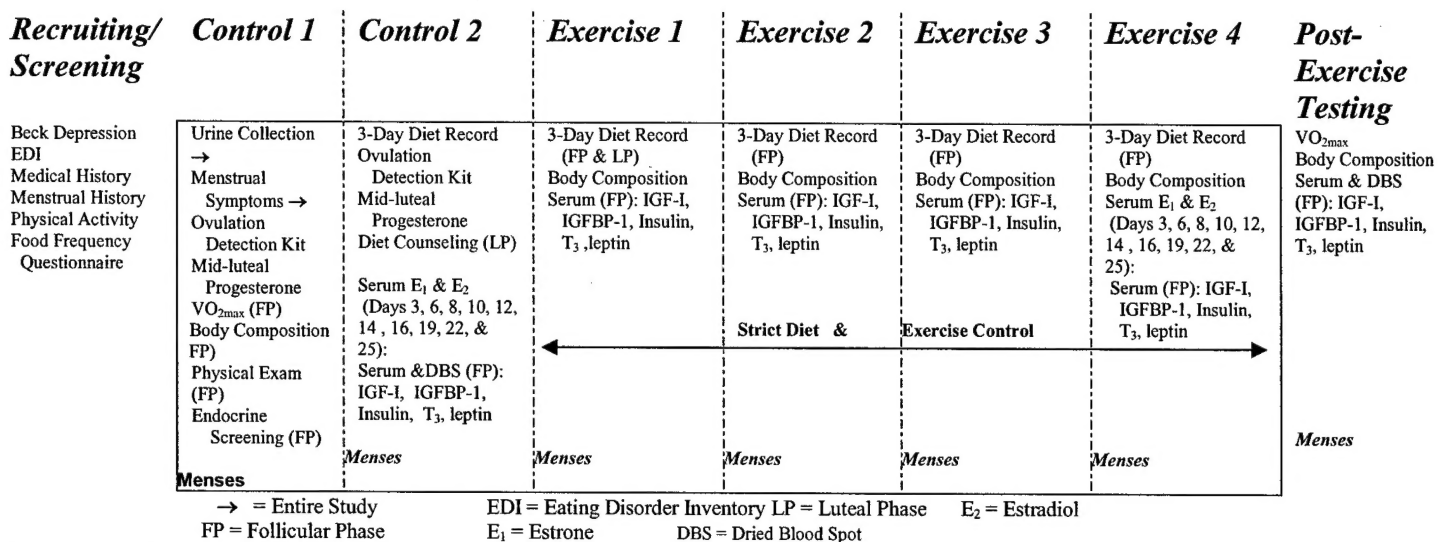 Recruiting/
Screening
Control 1
Control 2
Exercise 1
Exercise 2
Exercise 3
Exercise 4
Post-
Exercise
Testing
Beck Depression
EDI
Medical History
Menstrual History
Physical Activity
Food Frequency
Questionnaire
Urine Collection
→
Menstrual
Symptoms →
Ovulation
Detection Kit
Mid-luteal
Progesterone
VO₂max (FP)
Body Composition
FP)
Physical Exam
(FP)
Endocrine
Screening (FP)
Menses
3-Day Diet Record
Ovulation
Detection Kit
Mid-luteal
Progesterone
Diet Counseling (LP)
Serum E₁ & E₂
(Days 3, 6, 8, 10, 12,
14 , 16, 19, 22, &
25):
Serum &DBS (FP):
IGF-I, IGFBP-1,
Insulin, T₃, leptin
Menses
3-Day Diet Record
(FP & LP)
Body Composition
Serum (FP): IGF-I,
IGFBP-1, Insulin,
T₃ ,leptin
Menses
3-Day Diet Record
(FP)
Body Composition
Serum (FP): IGF-I,
IGFBP-1, Insulin,
T₃, leptin
Menses
3-Day Diet Record
(FP)
Body Composition
Serum (FP): IGF-I,
IGFBP-1, Insulin,
T₃, leptin
Menses
Strict Diet & Exercise Control
3-Day Diet Record
(FP)
Body Composition
Serum E₁ & E₂
(Days 3, 6, 8, 10, 12,
14 , 16, 19, 22, &
25):
Serum (FP): IGF-I,
IGFBP-1, Insulin,
T₃, leptin
Menses
VO₂max
Body Composition
Serum & DBS
(FP): IGF-I,
IGFBP-1, Insulin,
T₃, leptin
Menses
→ = Entire Study EDI = Eating Disorder Inventory LP = Luteal Phase E₂ = Estradiol
FP = Follicular Phase E₁ = Estrone DBS = Dried Blood Spot